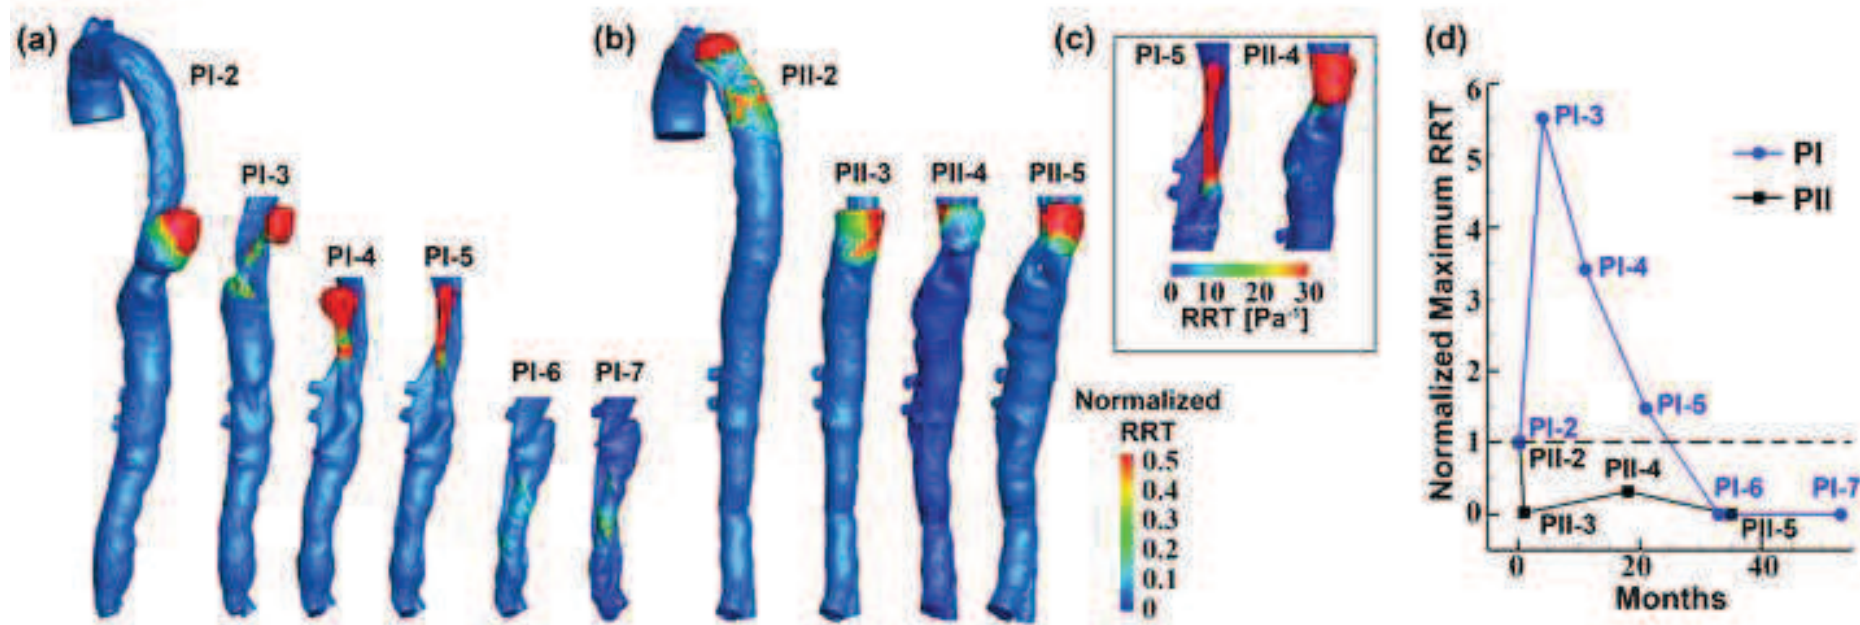 (a)
PI-2
PI-3
PI-4
PI-5
PI-6
PI-7
(b)
PII-2
PII-3
PII-4
PII-5
Normalized
RRT
0.5
0.4
0.3
0.2
0.1
0
(c)
PI-5
PII-4
0 10 20 30
RRT [Pa⁻¹]
(d)
Normalized Maximum RRT
6
5
4
3
2
1
0
PI-3
PI-4
PI-5
PI-2
PII-2
PII-4
PI-6
PI-7
PII-3
PII-5
PI
PII
0 20 40
Months